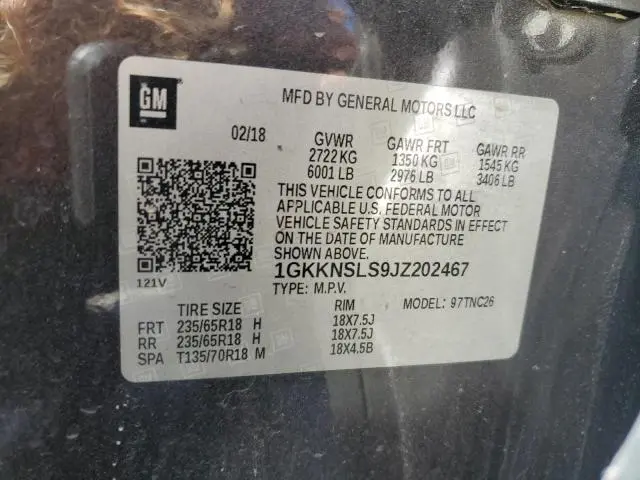 GM
MFD BY GENERAL MOTORS LLC
02/18 GVWR GAWR FRT GAWR RR
2722 KG 1350 KG 1545 KG
6001 LB 2976 LB 3406 LB
THIS VEHICLE CONFORMS TO ALL
APPLICABLE U.S. FEDERAL MOTOR
VEHICLE SAFETY STANDARDS IN EFFECT
ON THE DATE OF MANUFACTURE
SHOWN ABOVE.
1GKKNSLS9JZ202467
121V
TYPE: M.P.V.
MODEL: 97TNC26
TIRE SIZE RIM
FRT 235/65R18 H 18X7.5J
RR 235/65R18 H 18X7.5J
SPA T135/70R18 M 18X4.5B